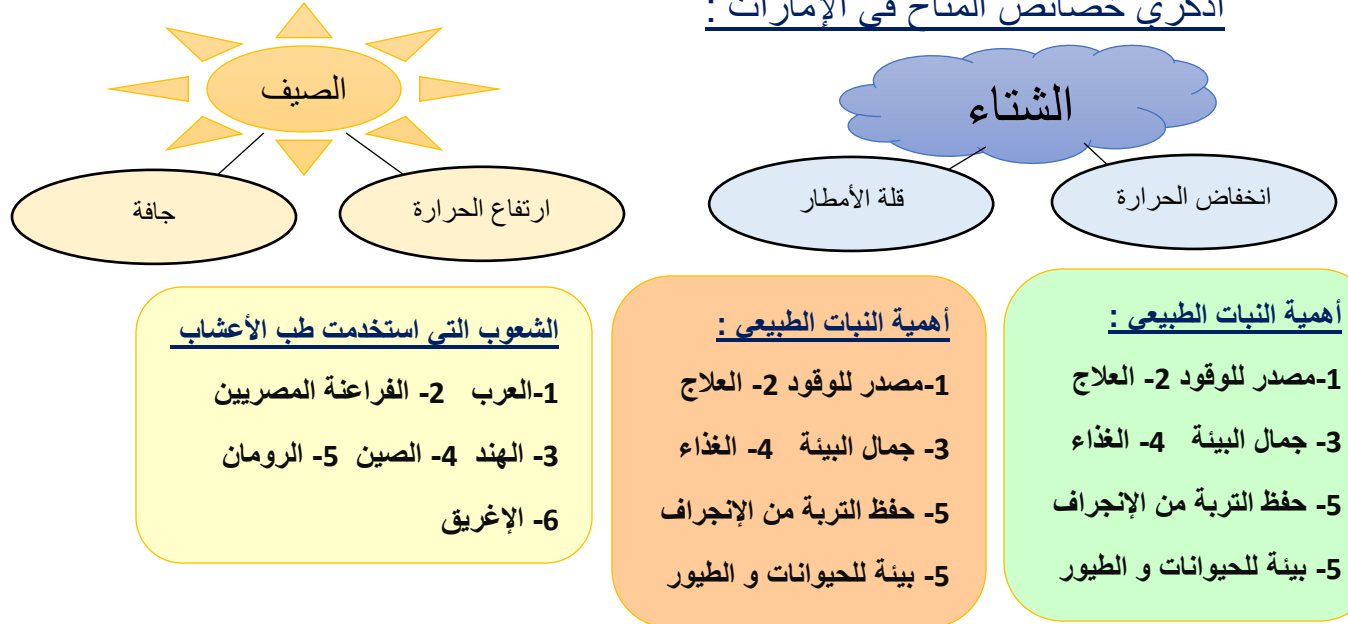 اذكري خصائص المناخ في الإمارات :
الشتاء
انخفاض الحرارة
قلة الأمطار
الصيف
ارتفاع الحرارة
جافة
أهمية النبات الطبيعي :
1-مصدر للوقود 2- العلاج
3- جمال البيئة 4- الغذاء
5- حفظ التربة من الإنجراف
5- بيئة للحيوانات و الطيور
أهمية النبات الطبيعي :
1-مصدر للوقود 2- العلاج
3- جمال البيئة 4- الغذاء
5- حفظ التربة من الإنجراف
5- بيئة للحيوانات و الطيور
الشعوب التي استخدمت طب الأعشاب
1-العرب 2- الفراعنة المصريين
3- الهند 4- الصين 5- الرومان
6- الإغريق